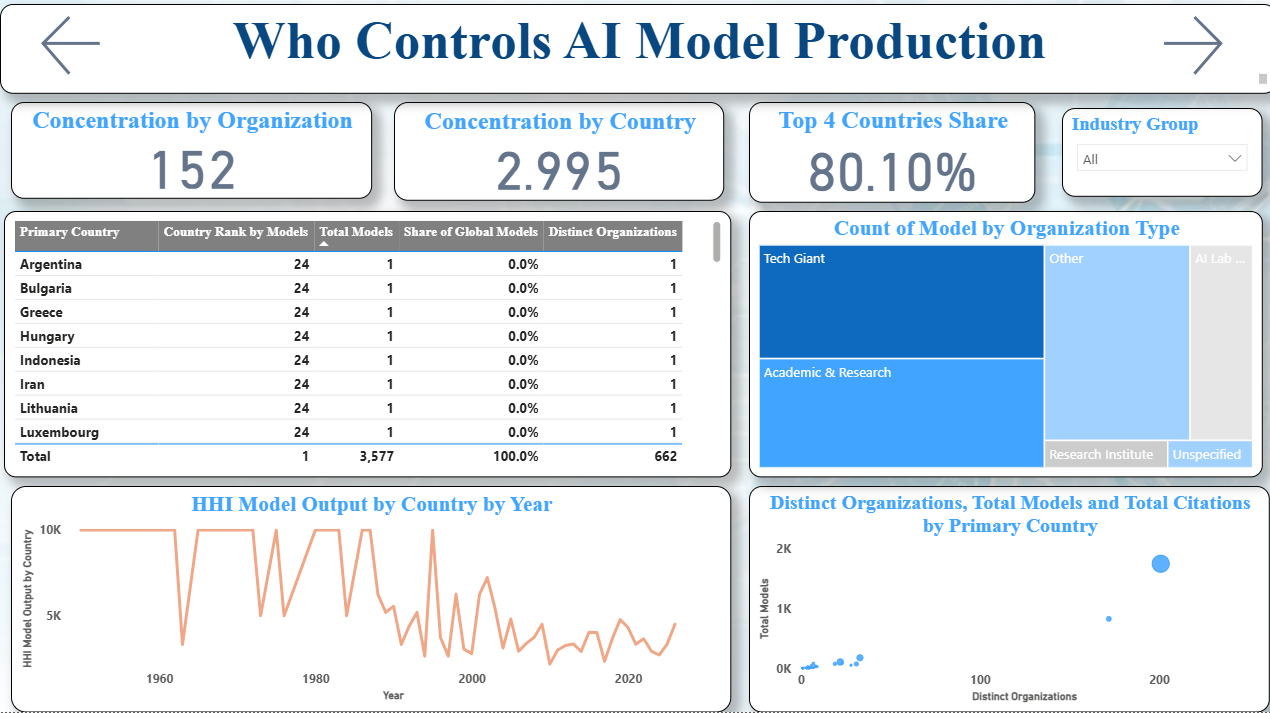 Who Controls AI Model Production
Concentration by Organization
152
Concentration by Country
2.995
Top 4 Countries Share
80.10%
Industry Group
All
Primary Country Country Rank by Models Total Models Share of Global Models Distinct Organizations
Argentina 24 1 0.0% 1
Bulgaria 24 1 0.0% 1
Greece 24 1 0.0% 1
Hungary 24 1 0.0% 1
Indonesia 24 1 0.0% 1
Iran 24 1 0.0% 1
Lithuania 24 1 0.0% 1
Luxembourg 24 1 0.0% 1
Total 1 3,577 100.0% 662
Count of Model by Organization Type
Tech Giant
Other
AI Lab ...
Academic & Research
Research Institute
Unspecified
HHI Model Output by Country by Year
HHI Model Output by Country
10K
5K
1960 1980 2000 2020
Year
Distinct Organizations, Total Models and Total Citations
by Primary Country
Total Models
2K
1K
0K
0 100 200
Distinct Organizations